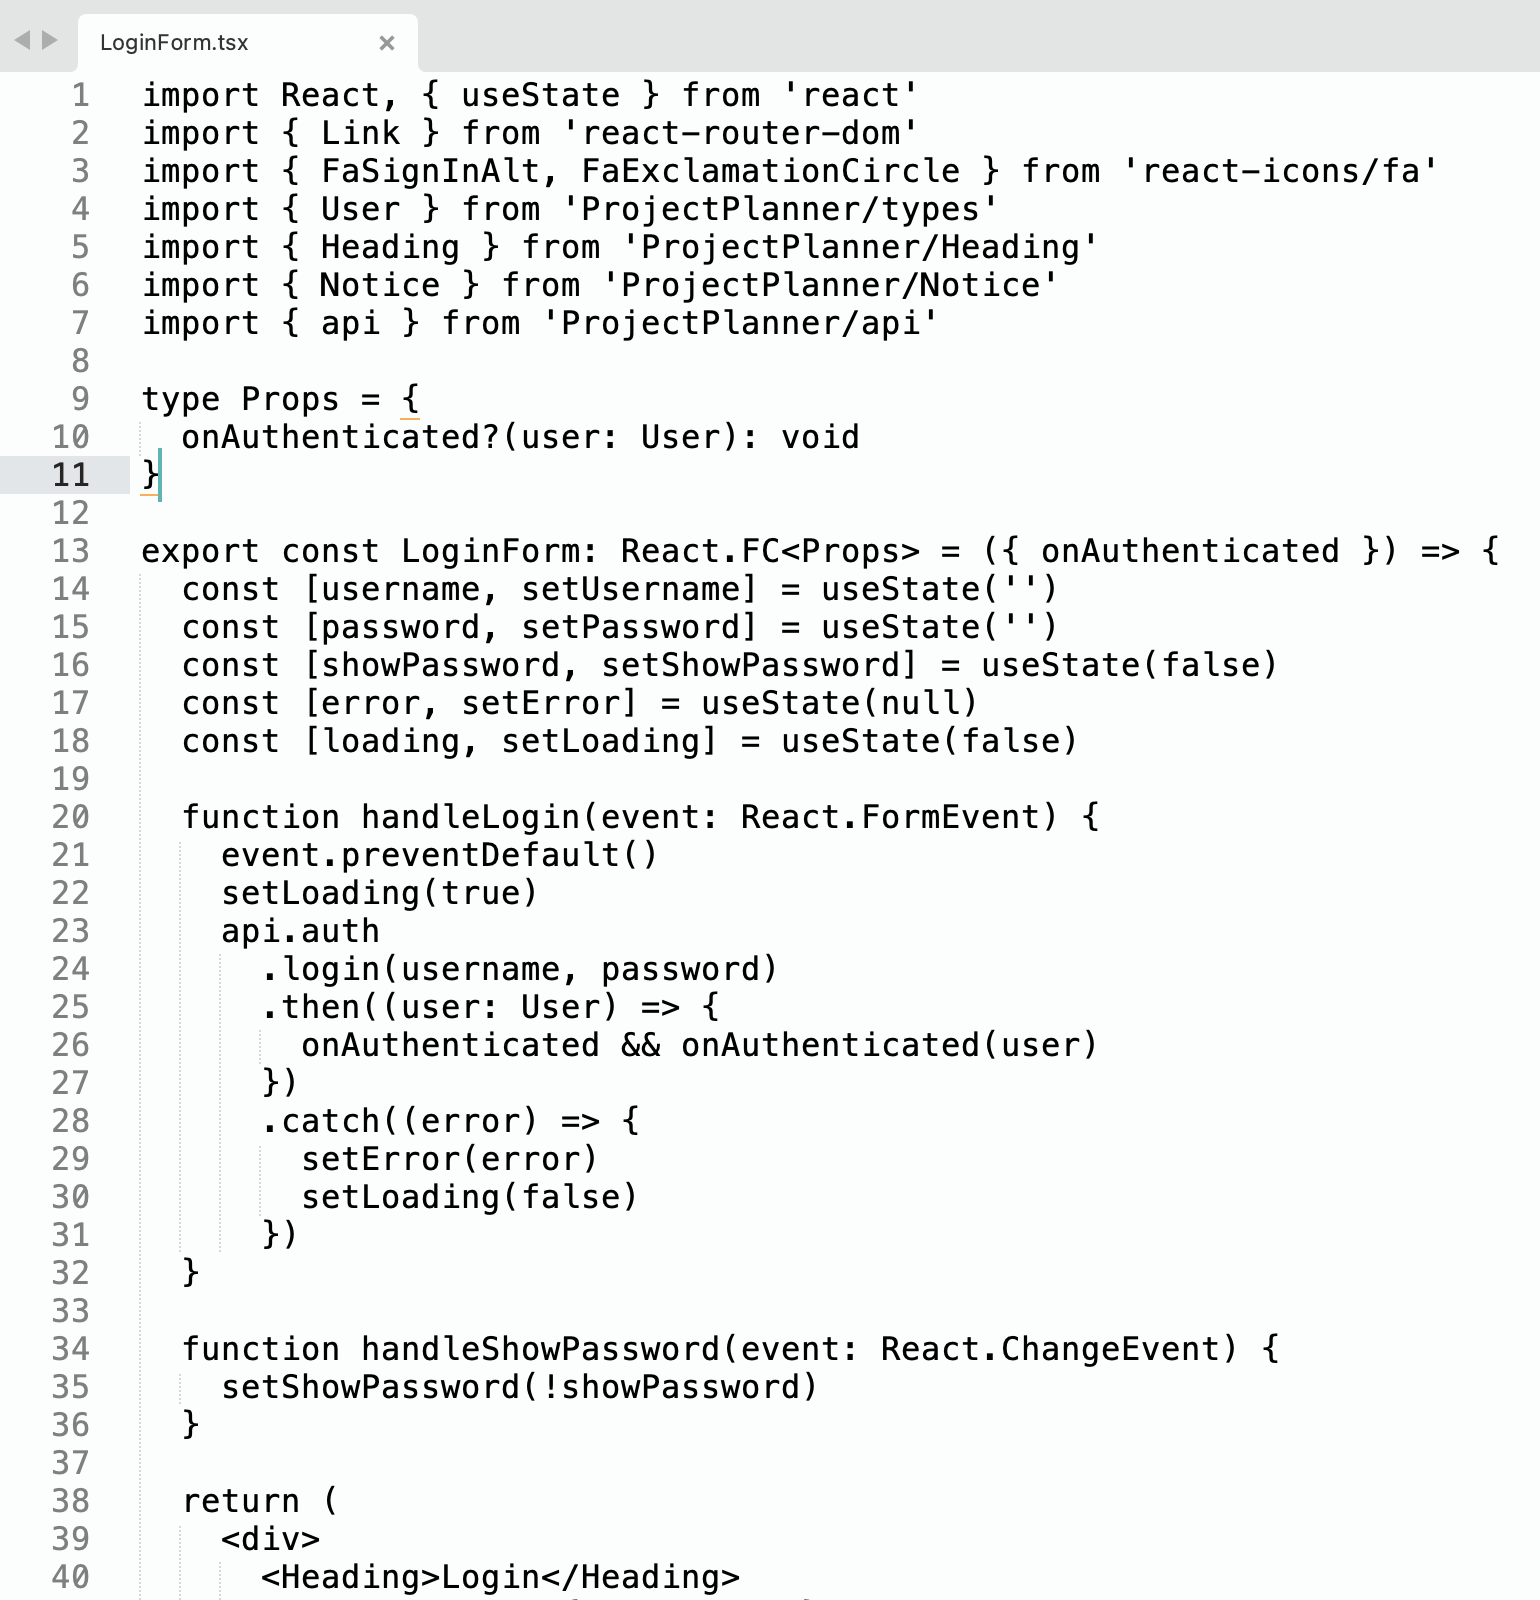 LoginForm.tsx
1 import React, { useState } from 'react'
2 import { Link } from 'react-router-dom'
3 import { FaSignInAlt, FaExclamationCircle } from 'react-icons/fa'
4 import { User } from 'ProjectPlanner/types'
5 import { Heading } from 'ProjectPlanner/Heading'
6 import { Notice } from 'ProjectPlanner/Notice'
7 import { api } from 'ProjectPlanner/api'
8
9 type Props = {
10   onAuthenticated?(user: User): void
11 }
12
13 export const LoginForm: React.FC<Props> = ({ onAuthenticated }) => {
14   const [username, setUsername] = useState('')
15   const [password, setPassword] = useState('')
16   const [showPassword, setShowPassword] = useState(false)
17   const [error, setError] = useState(null)
18   const [loading, setLoading] = useState(false)
19
20   function handleLogin(event: React.FormEvent) {
21     event.preventDefault()
22     setLoading(true)
23     api.auth
24       .login(username, password)
25       .then((user: User) => {
26         onAuthenticated && onAuthenticated(user)
27       })
28       .catch((error) => {
29         setError(error)
30         setLoading(false)
31       })
32   }
33
34   function handleShowPassword(event: React.ChangeEvent) {
35     setShowPassword(!showPassword)
36   }
37
38   return (
39     <div>
40       <Heading>Login</Heading>